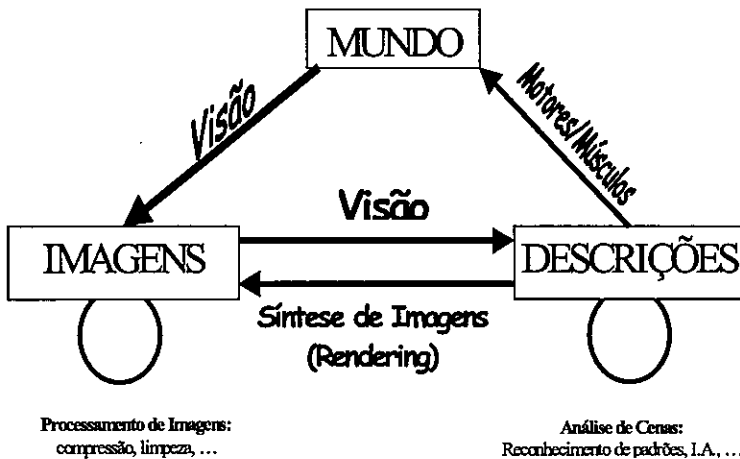 MUNDO
Visão
Motores/Músculos
Visão
IMAGENS
DESCRIÇÕES
Síntese de Imagens
(Rendering)
Processamento de Imagens:
compressão, limpeza, …
Análise de Cenas:
Reconhecimento de padrões, I.A., …